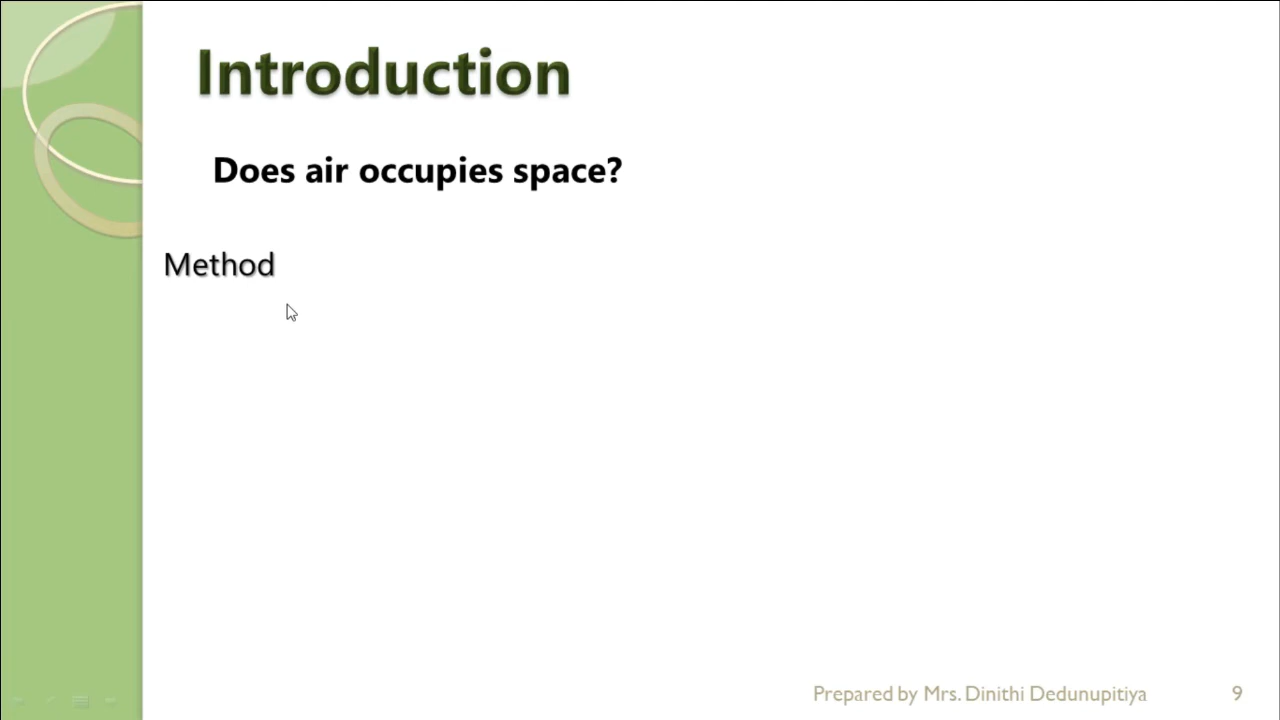 Introduction
Does air occupies space?
Method
Prepared by Mrs. Dinithi Dedunupitiya
9